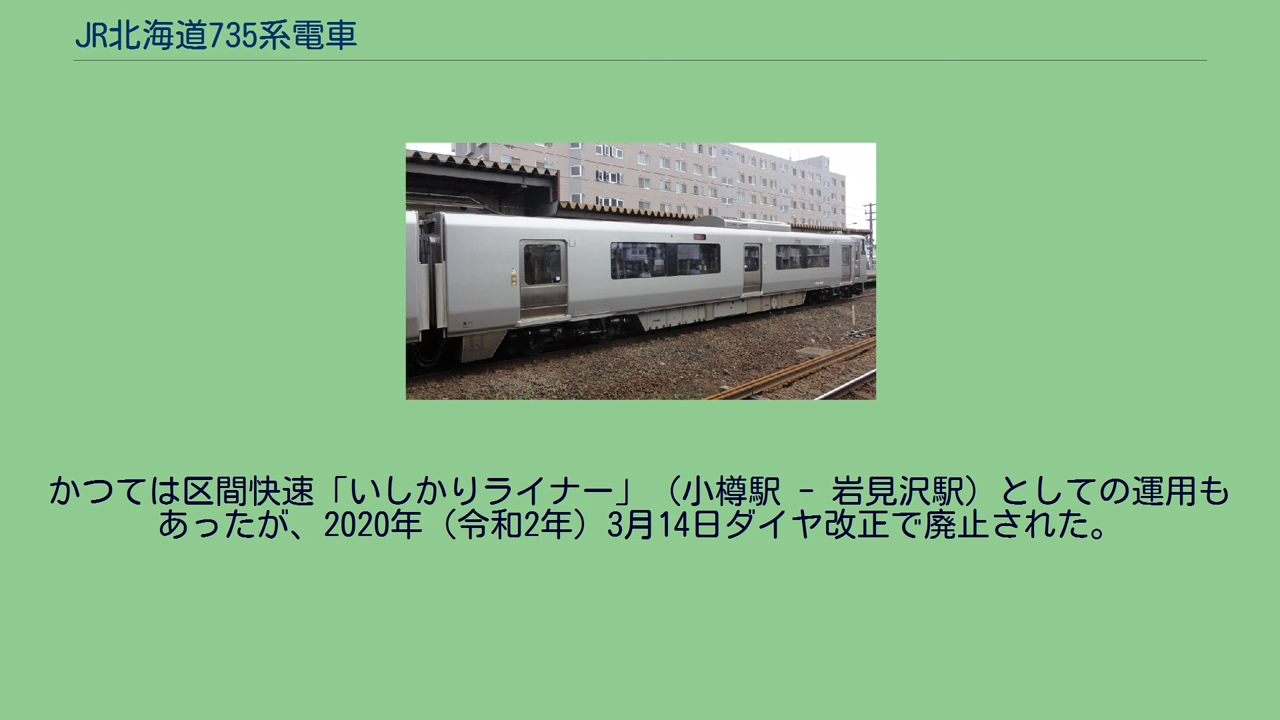 JR北海道735系電車
かつては区間快速「いしかりライナー」（小樽駅 - 岩見沢駅）としての運用も
あったが、2020年（令和2年）3月14日ダイヤ改正で廃止された。